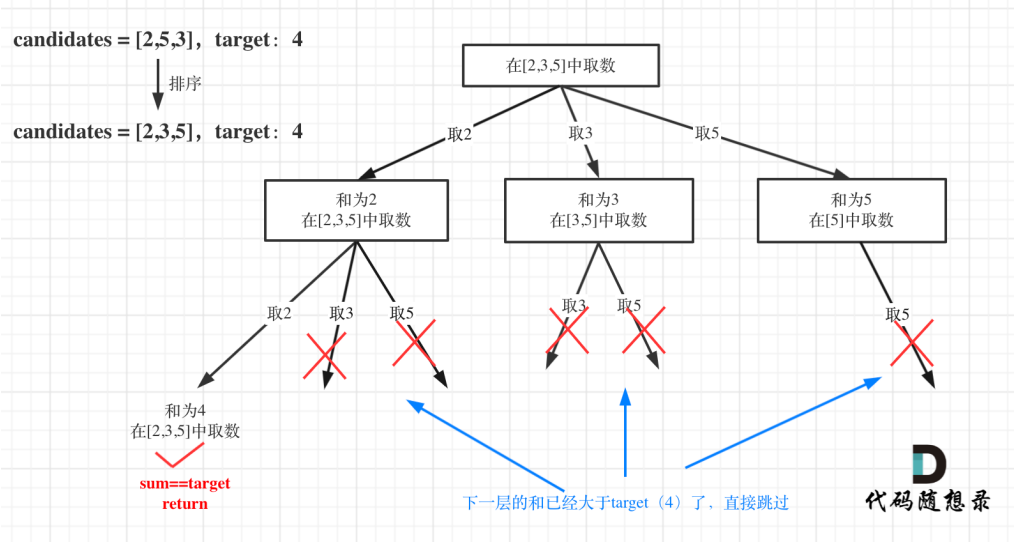 candidates = [2,5,3], target: 4
排序
candidates = [2,3,5], target: 4
在[2,3,5]中取数
取2
取3
取5
和为2
在[2,3,5]中取数
和为3
在[3,5]中取数
和为5
在[5]中取数
取2
取3
取5
取3
取5
取5
和为4
在[2,3,5]中取数
sum==target
return
下一层的和已经大于target（4）了，直接跳过
代码随想录